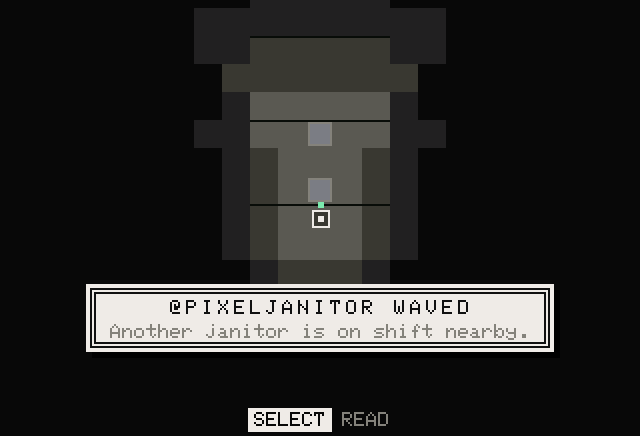 @PIXELJANITOR WAVED
Another janitor is on shift nearby.
SELECT READ